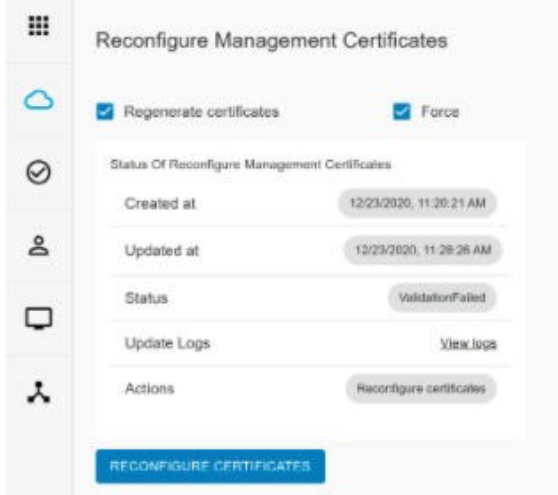 Reconfigure Management Certificates
Regenerate certificates Force
Status Of Reconfigure Management Certificates
Created at 12/23/2020, 11:20:21 AM
Updated at 12/23/2020, 11:26:26 AM
Status ValidationFailed
Update Logs View logs
Actions Reconfigure certificates
RECONFIGURE CERTIFICATES